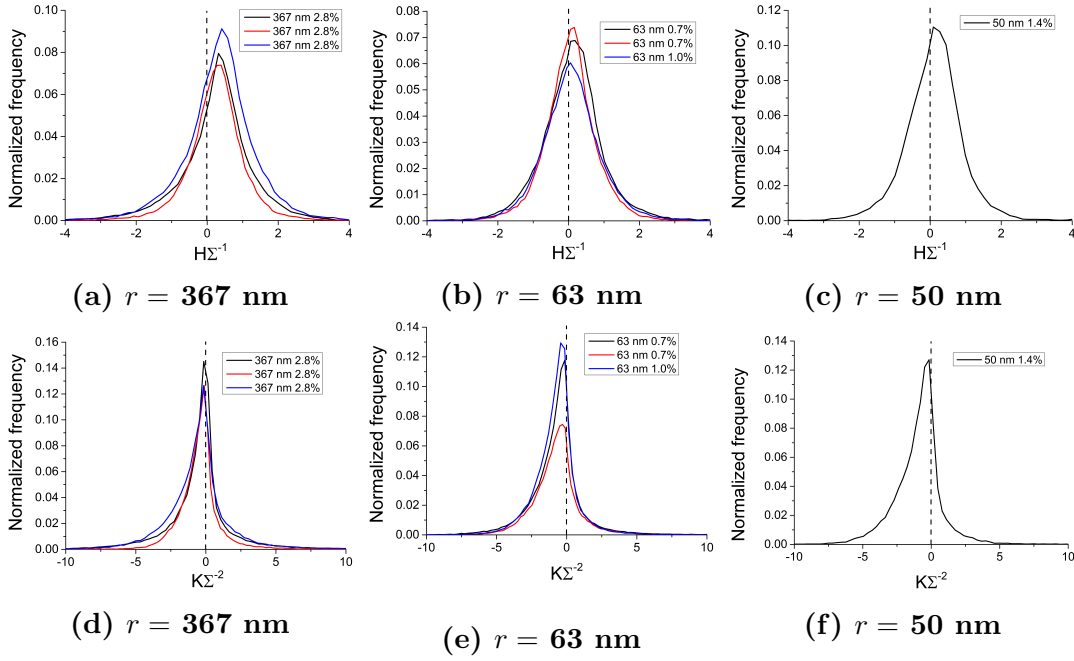 Normalized frequency
0.10
0.08
0.06
0.04
0.02
0.00
-4 -2 0 2 4
HΣ⁻¹
367 nm 2.8%
367 nm 2.8%
367 nm 2.8%
(a) r = 367 nm
Normalized frequency
0.08
0.07
0.06
0.05
0.04
0.03
0.02
0.01
0.00
-4 -2 0 2 4
HΣ⁻¹
63 nm 0.7%
63 nm 0.7%
63 nm 1.0%
(b) r = 63 nm
Normalized frequency
0.12
0.10
0.08
0.06
0.04
0.02
0.00
-4 -2 0 2 4
HΣ⁻¹
50 nm 1.4%
(c) r = 50 nm
Normalized frequency
0.16
0.14
0.12
0.10
0.08
0.06
0.04
0.02
0.00
-10 -5 0 5 10
KΣ⁻²
367 nm 2.8%
367 nm 2.8%
367 nm 2.8%
(d) r = 367 nm
Normalized frequency
0.14
0.12
0.10
0.08
0.06
0.04
0.02
0.00
-10 -5 0 5 10
KΣ⁻²
63 nm 0.7%
63 nm 0.7%
63 nm 1.0%
(e) r = 63 nm
Normalized frequency
0.14
0.12
0.10
0.08
0.06
0.04
0.02
0.00
-10 -5 0 5 10
KΣ⁻²
50 nm 1.4%
(f) r = 50 nm